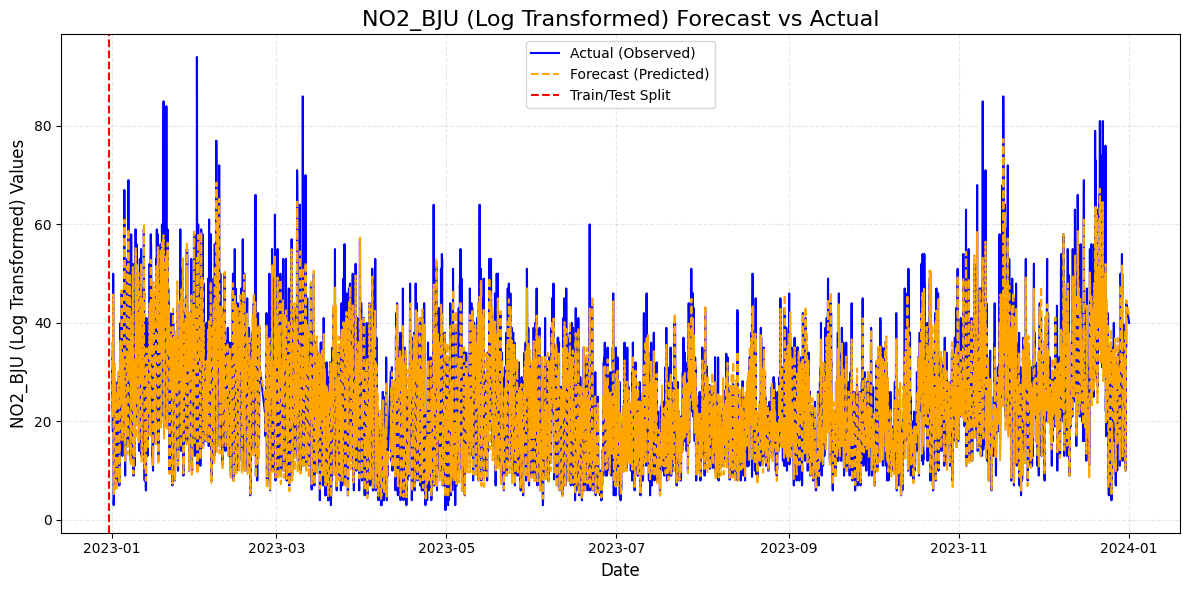 NO2_BJU (Log Transformed) Forecast vs Actual
Actual (Observed)
Forecast (Predicted)
Train/Test Split
NO2_BJU (Log Transformed) Values
80
60
40
20
0
2023-01
2023-03
2023-05
2023-07
2023-09
2023-11
2024-01
Date